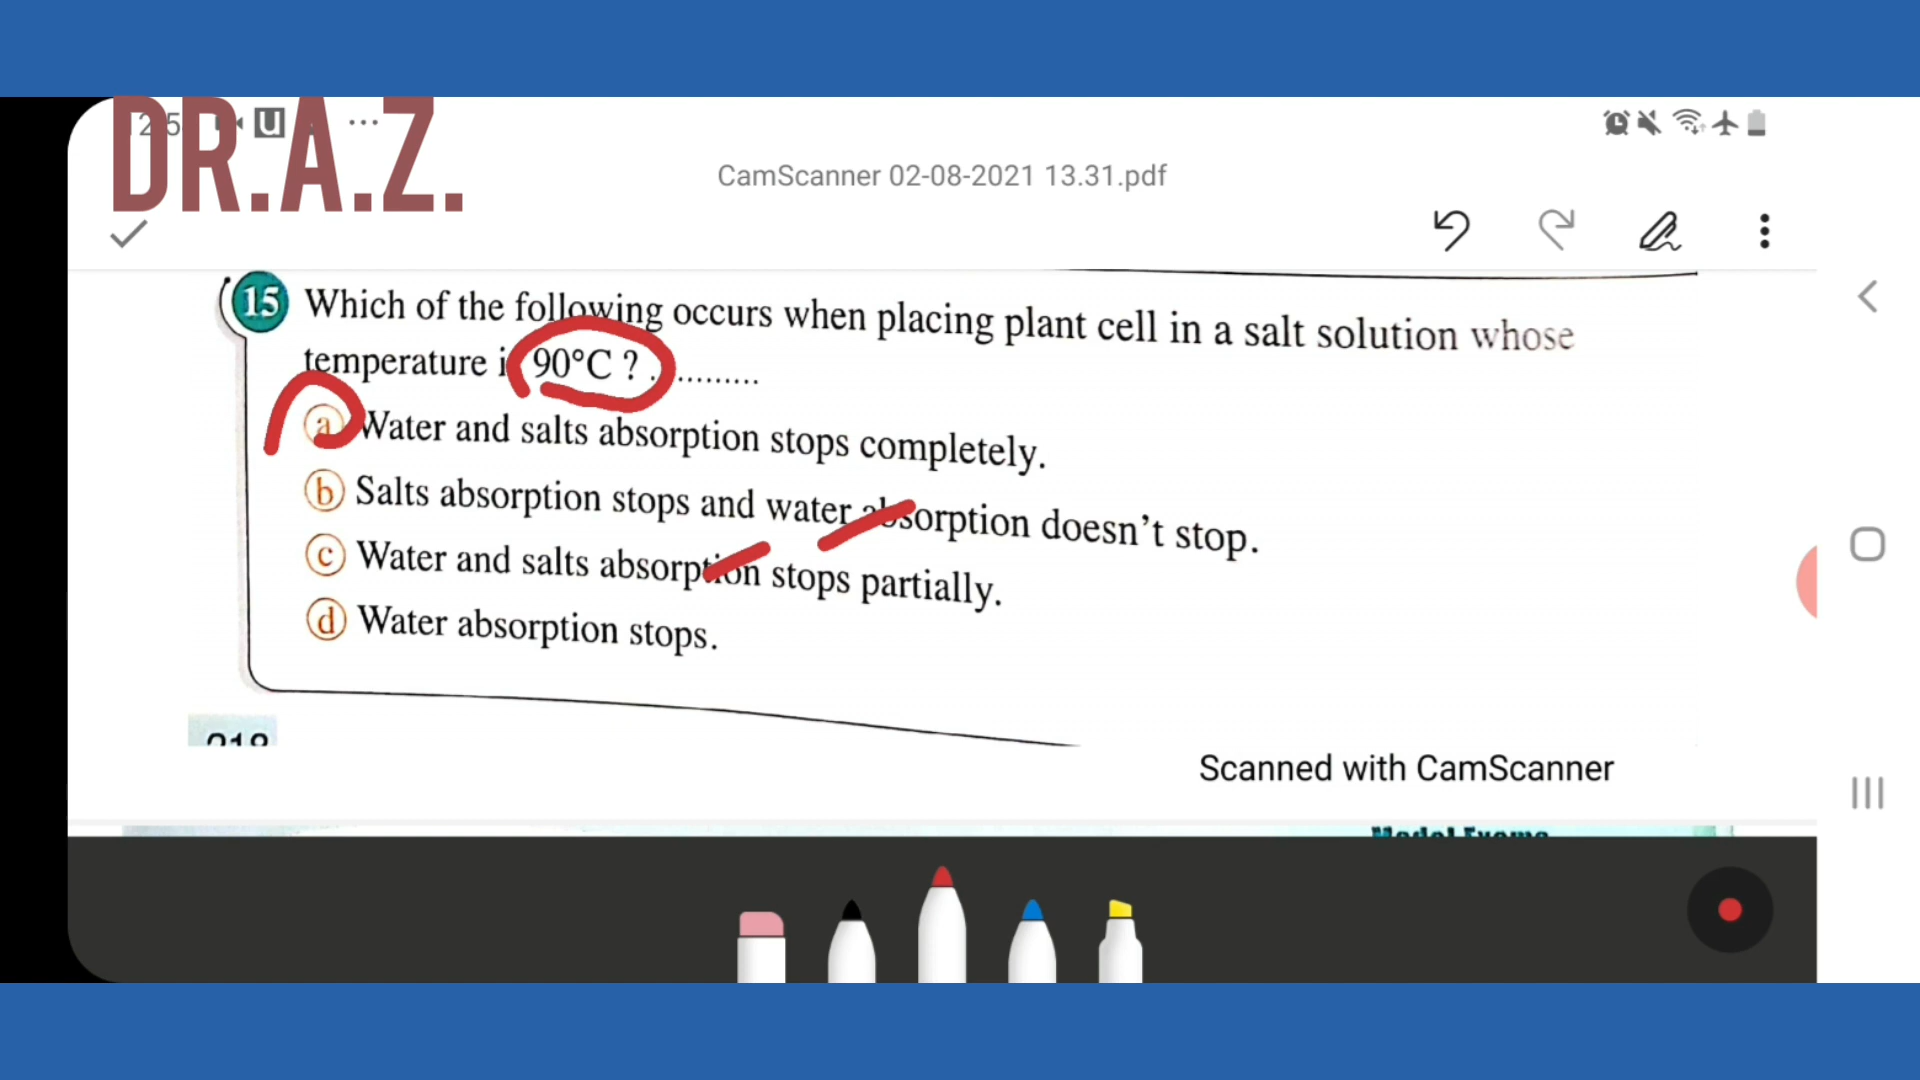 DR.A.Z.
CamScanner 02-08-2021 13.31.pdf
15 Which of the following occurs when placing plant cell in a salt solution whose
temperature i 90°C ? ..........
a Water and salts absorption stops completely.
b Salts absorption stops and water absorption doesn't stop.
c Water and salts absorption stops partially.
d Water absorption stops.
Scanned with CamScanner
Model Exams